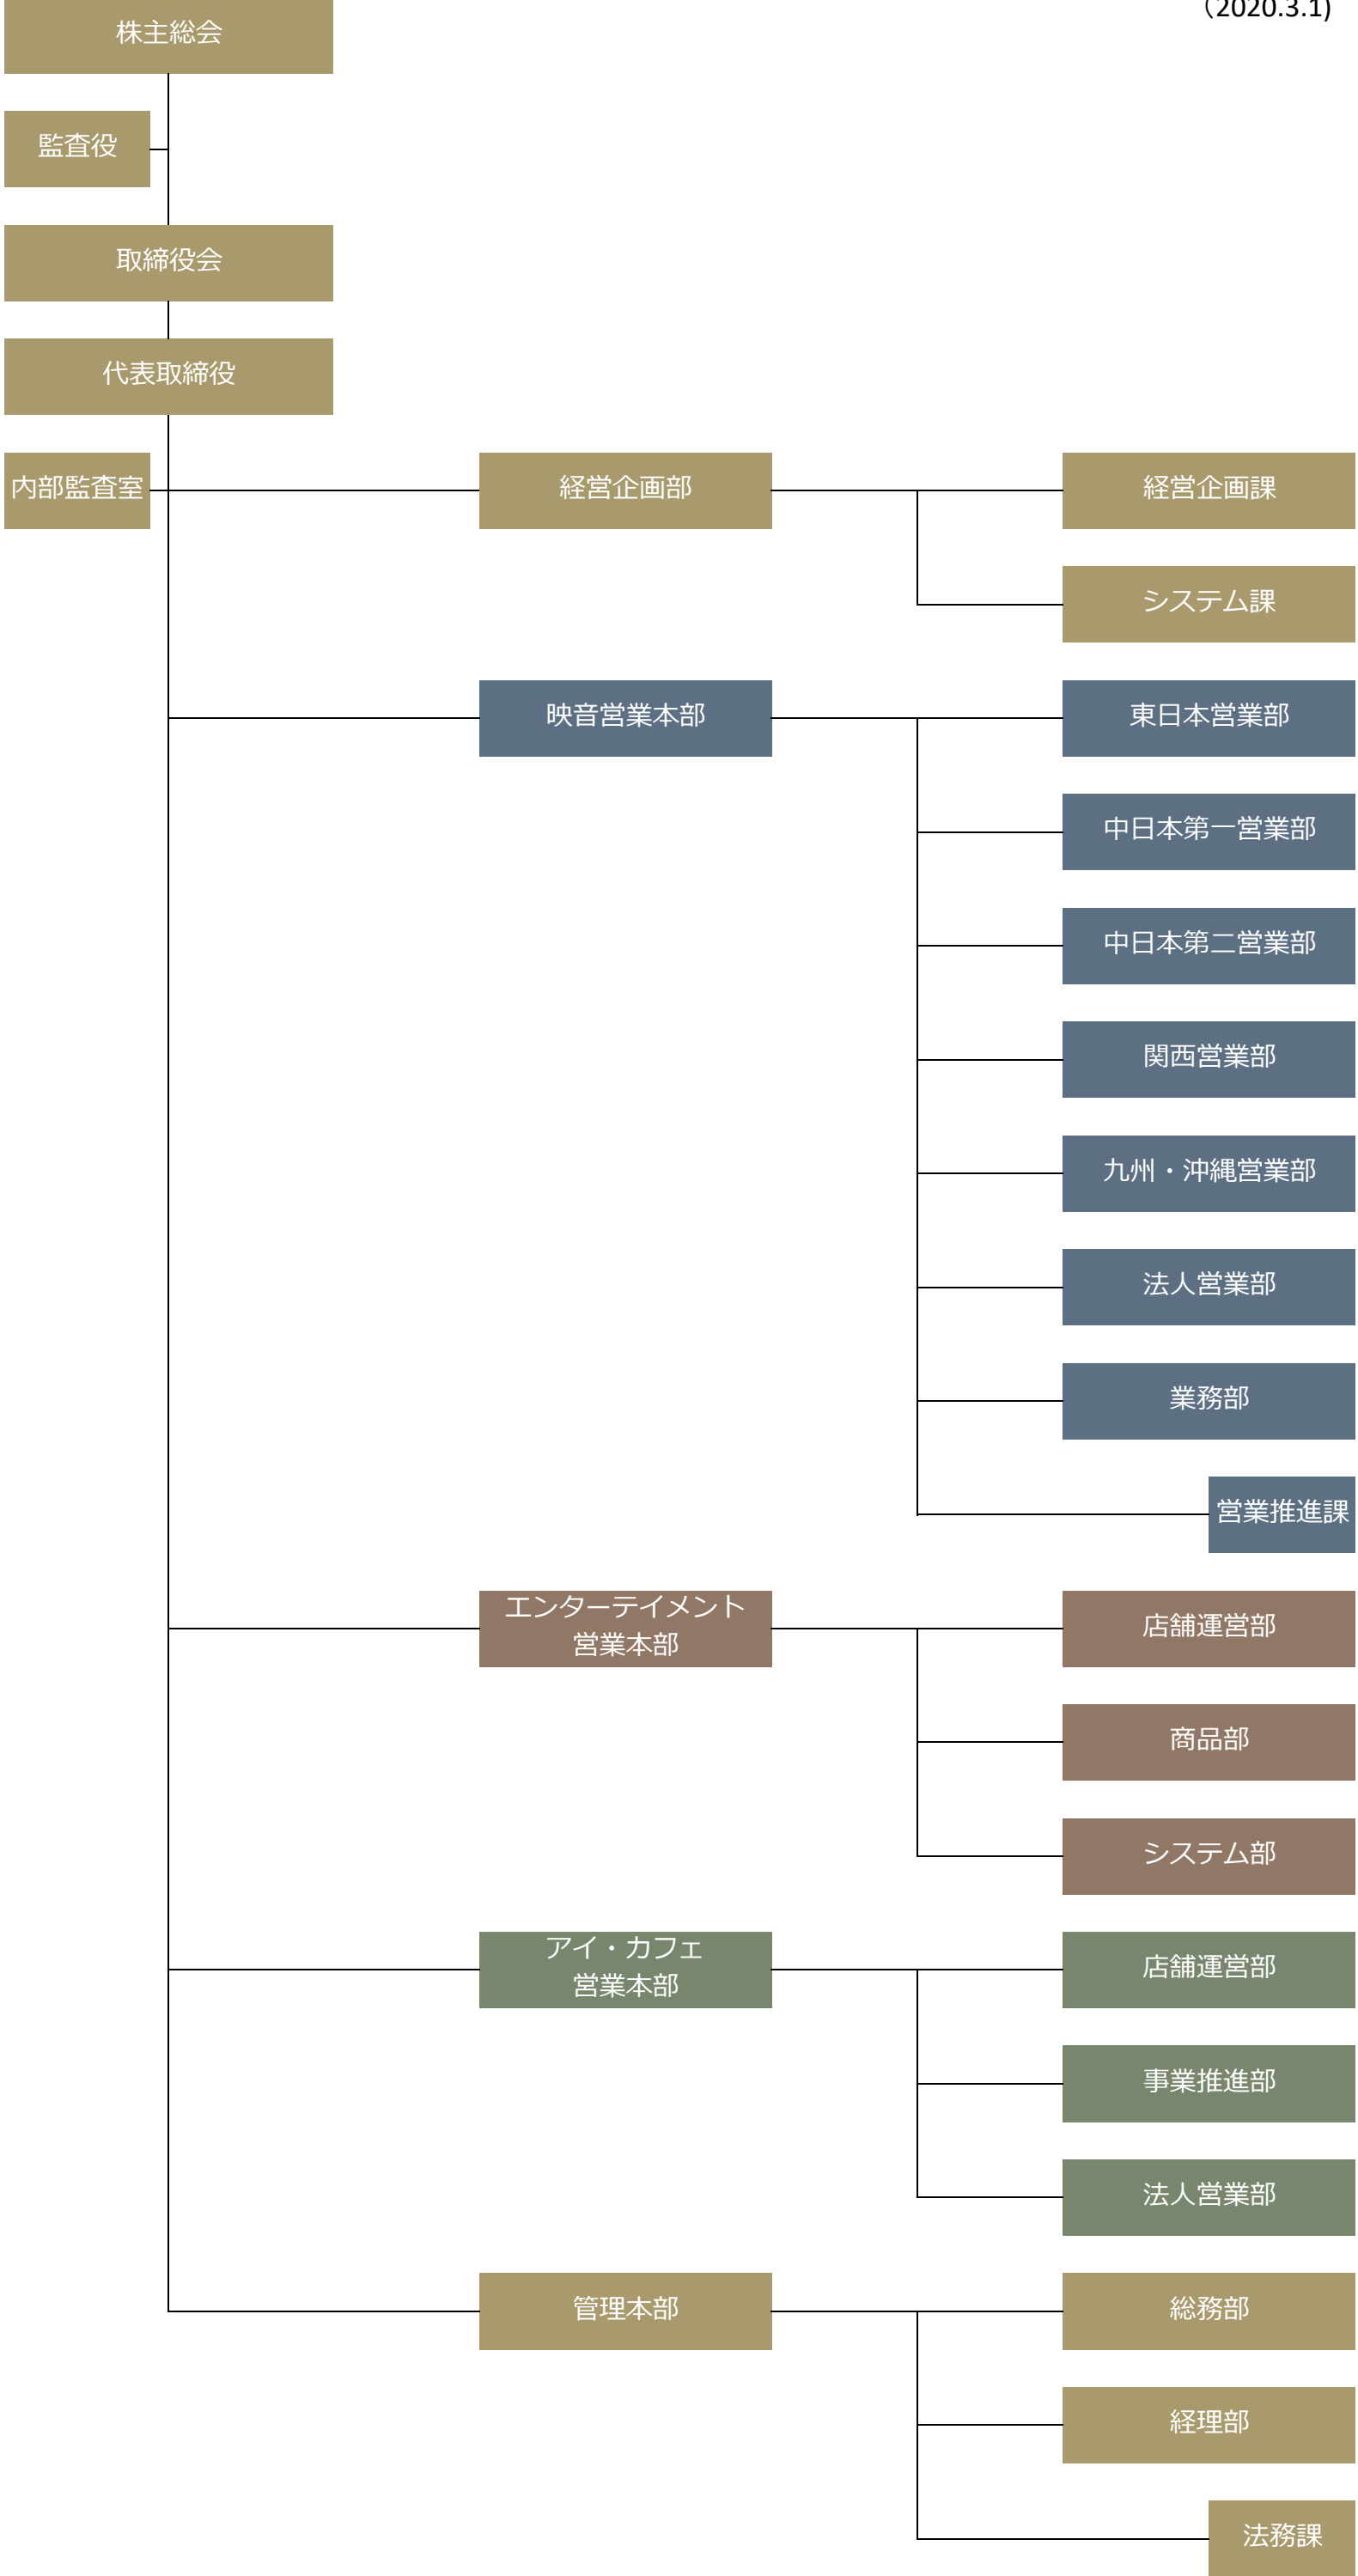 （2020.3.1)
株主総会
監査役
取締役会
代表取締役
内部監査室
経営企画部
経営企画課
システム課
映音営業本部
東日本営業部
中日本第一営業部
中日本第二営業部
関西営業部
九州・沖縄営業部
法人営業部
業務部
営業推進課
エンターテイメント
営業本部
店舗運営部
商品部
システム部
アイ・カフェ
営業本部
店舗運営部
事業推進部
法人営業部
管理本部
総務部
経理部
法務課